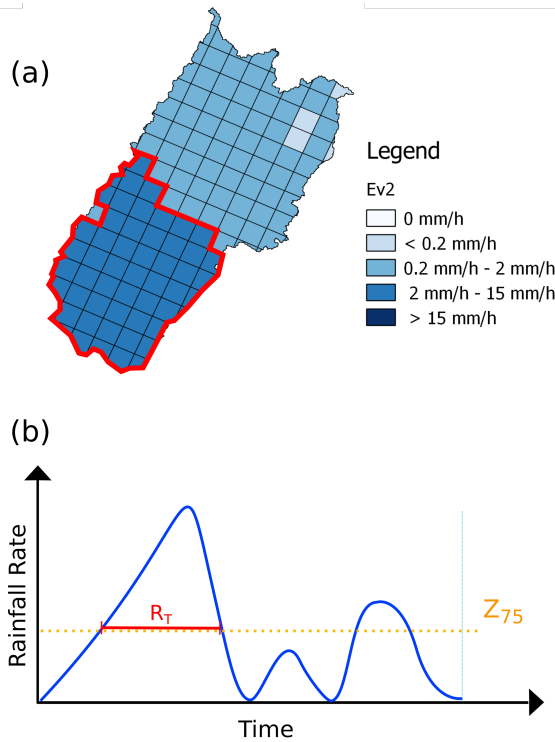 (a)
Legend
Ev2
0 mm/h
< 0.2 mm/h
0.2 mm/h - 2 mm/h
2 mm/h - 15 mm/h
> 15 mm/h
(b)
Rainfall Rate
R_T
Z_75
Time